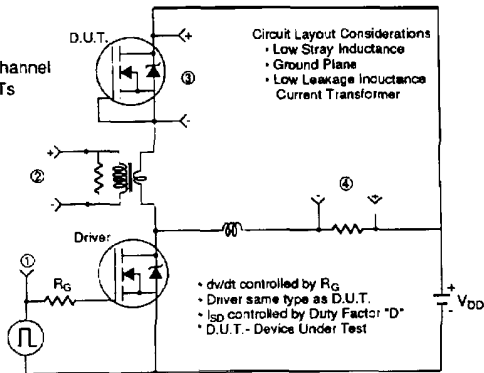 D.U.T.
+
Circuit Layout Considerations
• Low Stray Inductance
• Ground Plane
• Low Leakage Inductance
Current Transformer
hannel
Ts
③
-
+
②
-
④
-
+
Driver
①
RG
• dv/dt controlled by RG
• Driver same type as D.U.T.
• ISD controlled by Duty Factor "D"
• D.U.T.- Device Under Test
+
VDD
-